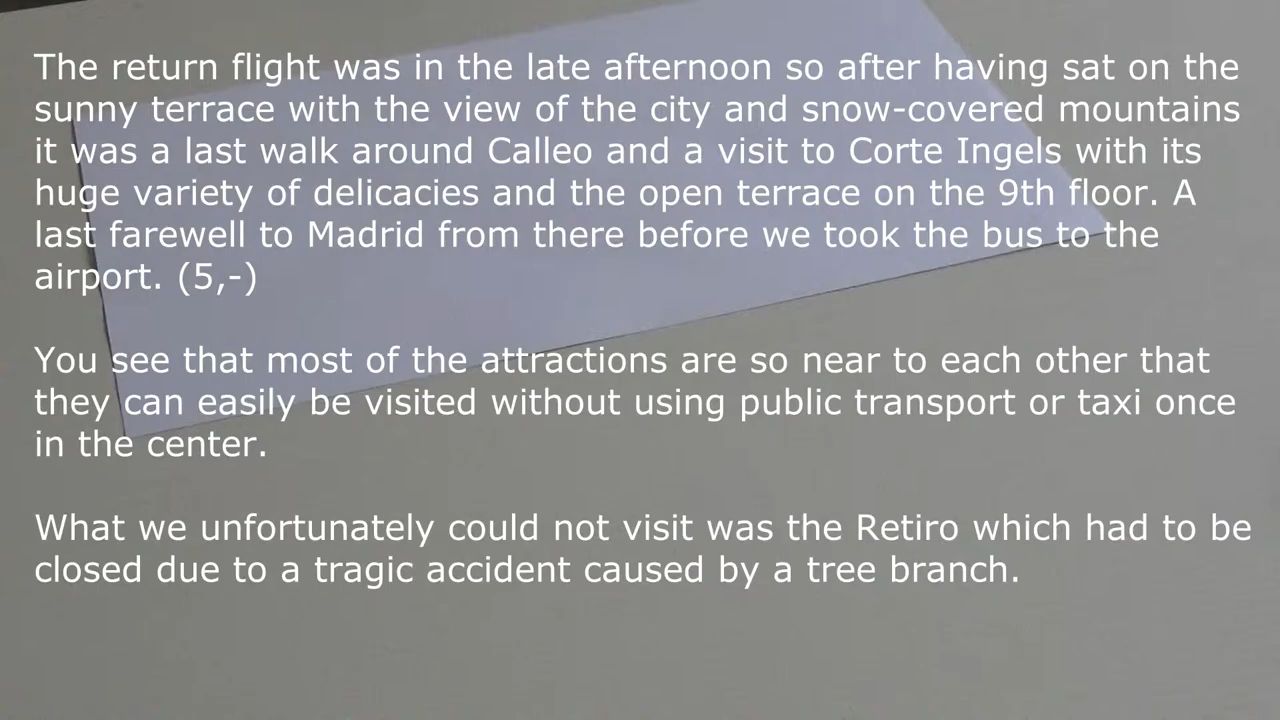 The return flight was in the late afternoon so after having sat on the
sunny terrace with the view of the city and snow-covered mountains
it was a last walk around Calleo and a visit to Corte Ingels with its
huge variety of delicacies and the open terrace on the 9th floor. A
last farewell to Madrid from there before we took the bus to the
airport. (5,-)
You see that most of the attractions are so near to each other that
they can easily be visited without using public transport or taxi once
in the center.
What we unfortunately could not visit was the Retiro which had to be
closed due to a tragic accident caused by a tree branch.